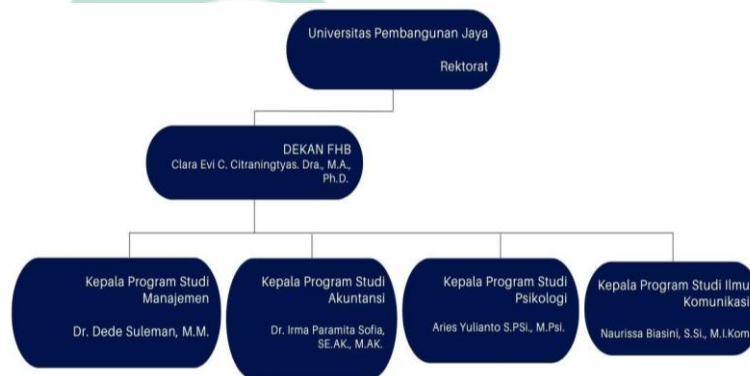 Universitas Pembangunan Jaya
Rektorat
DEKAN FHB
Clara Evi C. Citraningtyas. Dra., M.A.,
Ph.D.
Kepala Program Studi
Manajemen
Dr. Dede Suleman, M.M.
Kepala Program Studi
Akuntansi
Dr. Irma Paramita Sofia,
SE.AK., M.AK.
Kepala Program Studi
Psikologi
Aries Yulianto S.PSi., M.Psi.
Kepala Program Studi Ilmu
Komunikasi
Naurissa Biasini, S.Si., M.I.Kom